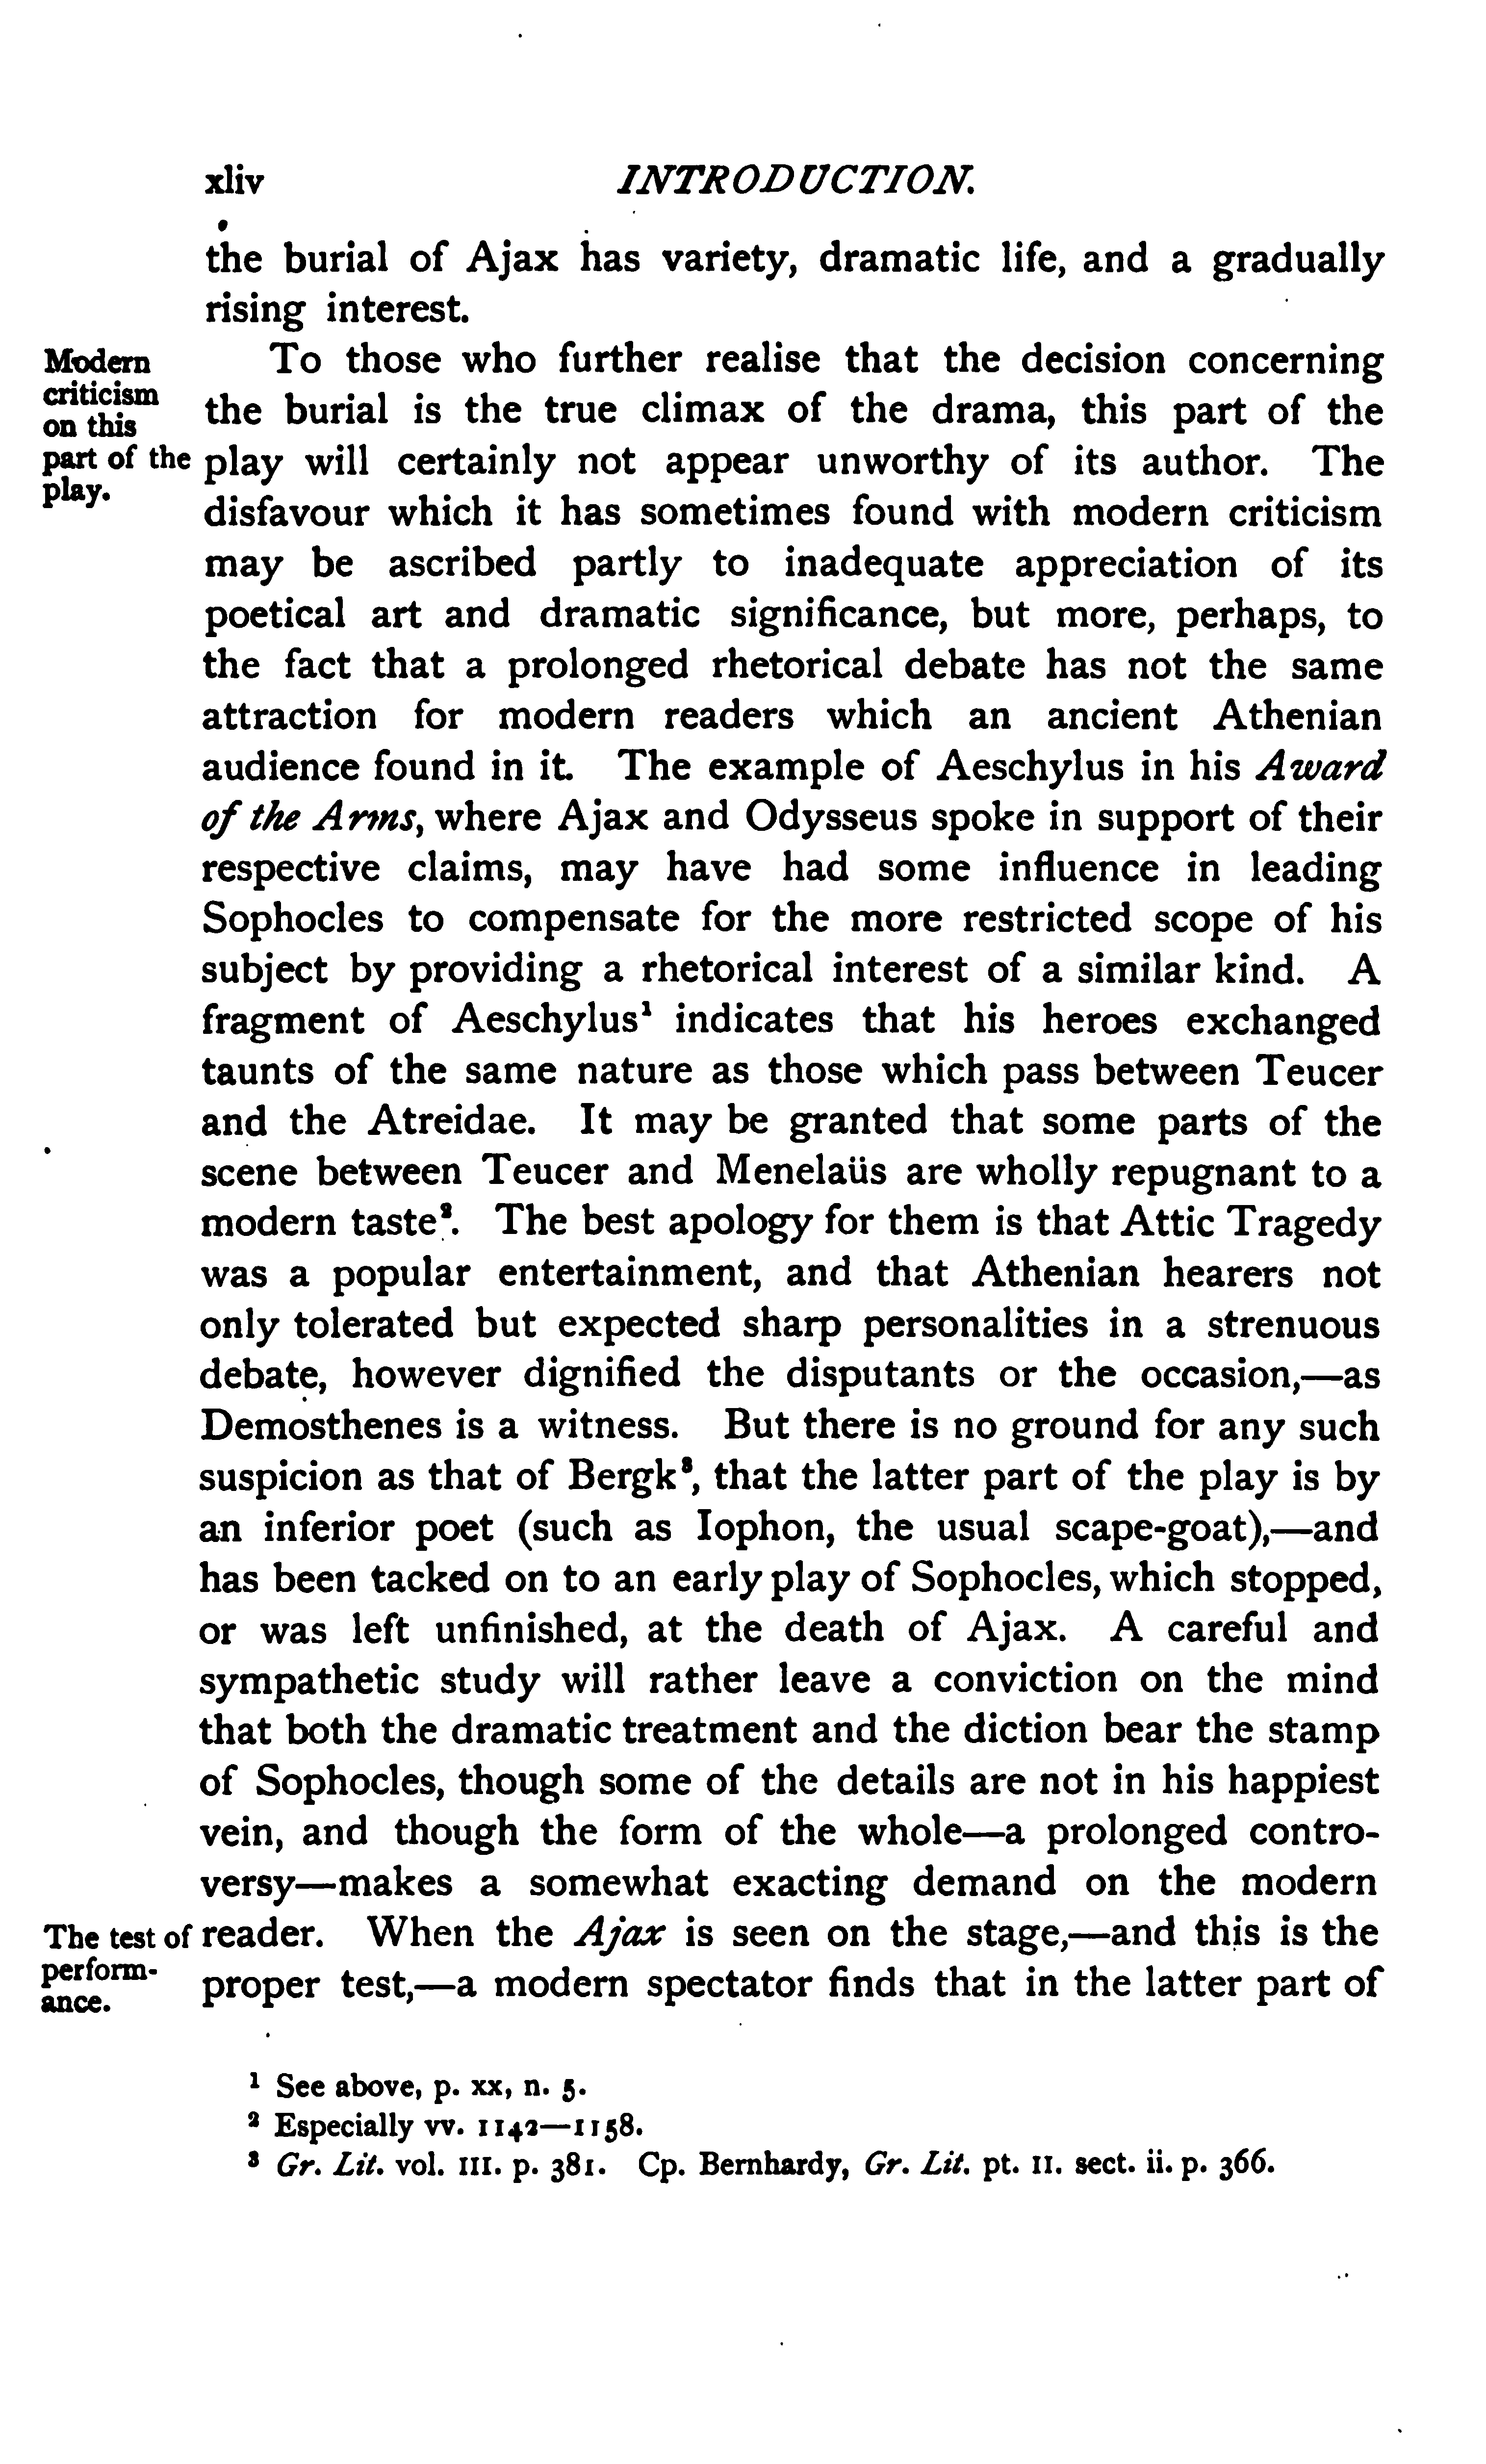 xliv INTRODUCTION.
the burial of Ajax has variety, dramatic life, and a gradually
rising interest.
Modern
criticism
on this
part of the
play.
To those who further realise that the decision concerning
the burial is the true climax of the drama, this part of the
play will certainly not appear unworthy of its author. The
disfavour which it has sometimes found with modern criticism
may be ascribed partly to inadequate appreciation of its
poetical art and dramatic significance, but more, perhaps, to
the fact that a prolonged rhetorical debate has not the same
attraction for modern readers which an ancient Athenian
audience found in it. The example of Aeschylus in his Award
of the Arms, where Ajax and Odysseus spoke in support of their
respective claims, may have had some influence in leading
Sophocles to compensate for the more restricted scope of his
subject by providing a rhetorical interest of a similar kind. A
fragment of Aeschylus¹ indicates that his heroes exchanged
taunts of the same nature as those which pass between Teucer
and the Atreidae. It may be granted that some parts of the
scene between Teucer and Menelaüs are wholly repugnant to a
modern taste². The best apology for them is that Attic Tragedy
was a popular entertainment, and that Athenian hearers not
only tolerated but expected sharp personalities in a strenuous
debate, however dignified the disputants or the occasion,—as
Demosthenes is a witness. But there is no ground for any such
suspicion as that of Bergk³, that the latter part of the play is by
an inferior poet (such as Iophon, the usual scape-goat),—and
has been tacked on to an early play of Sophocles, which stopped,
or was left unfinished, at the death of Ajax. A careful and
sympathetic study will rather leave a conviction on the mind
that both the dramatic treatment and the diction bear the stamp
of Sophocles, though some of the details are not in his happiest
vein, and though the form of the whole—a prolonged contro-
versy—makes a somewhat exacting demand on the modern
The test of
perform-
ance.
reader. When the Ajax is seen on the stage,—and this is the
proper test,—a modern spectator finds that in the latter part of
¹ See above, p. xx, n. 5.
² Especially vv. 1142—1158.
³ Gr. Lit. vol. III. p. 381. Cp. Bernhardy, Gr. Lit. pt. II. sect. ii. p. 366.